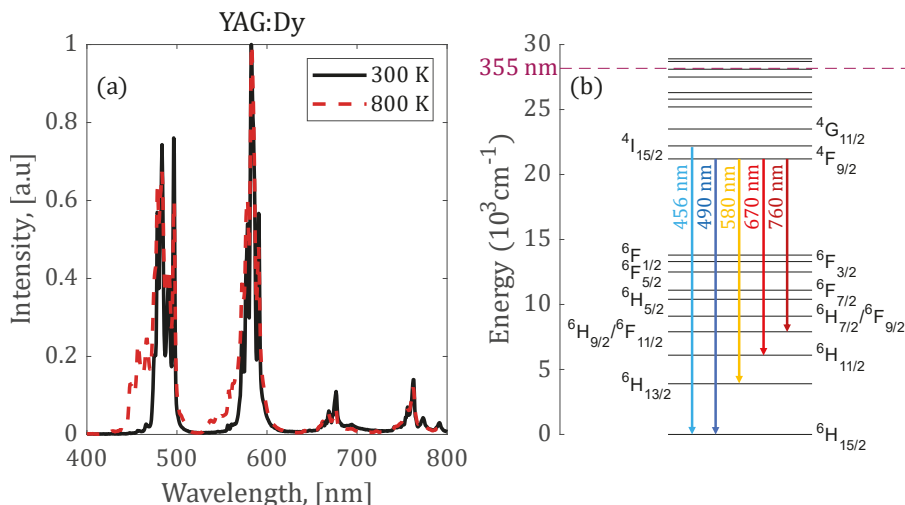 YAG:Dy
(a)
300 K
800 K
Intensity, [a.u]
1
0.8
0.6
0.4
0.2
0
400 500 600 700 800
Wavelength, [nm]
355 nm
(b)
Energy (10³cm⁻¹)
30
25
20
15
10
5
0
⁴G₁₁/₂
⁴I₁₅/₂
⁴F₉/₂
456 nm
490 nm
580 nm
670 nm
760 nm
⁶F₁/₂
⁶F₃/₂
⁶F₅/₂
⁶F₇/₂
⁶H₅/₂
⁶H₇/₂/⁶F₉/₂
⁶H₉/₂/⁶F₁₁/₂
⁶H₁₁/₂
⁶H₁₃/₂
⁶H₁₅/₂